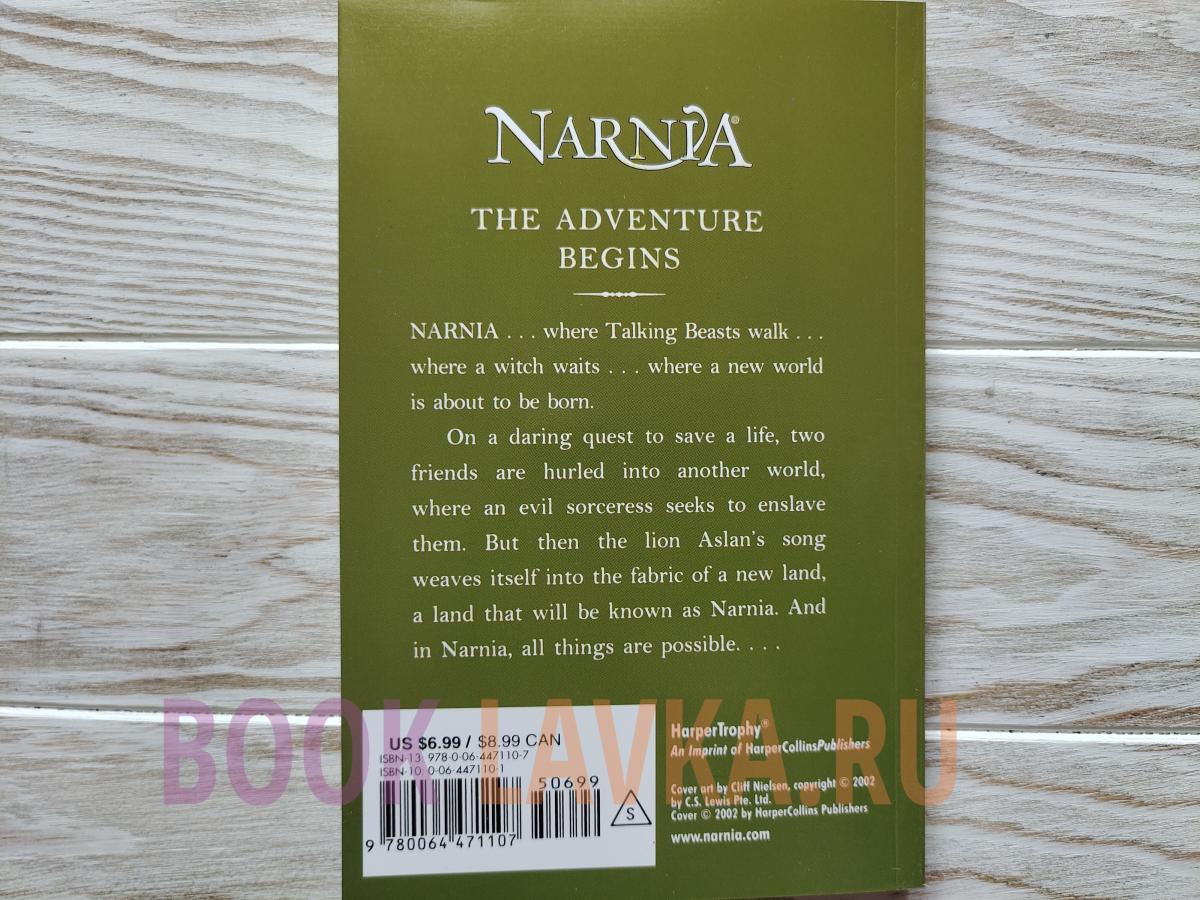 NARNIA®
THE ADVENTURE
BEGINS
NARNIA . . . where Talking Beasts walk . . .
where a witch waits . . . where a new world
is about to be born.
On a daring quest to save a life, two
friends are hurled into another world,
where an evil sorceress seeks to enslave
them. But then the lion Aslan's song
weaves itself into the fabric of a new land,
a land that will be known as Narnia. And
in Narnia, all things are possible. . . .
BOOK-LAVKA.RU
US $6.99 / $8.99 CAN
ISBN-13: 978-0-06-447110-7
ISBN-10: 0-06-447110-1
50699
S
9 780064 471107
HarperTrophy®
An Imprint of HarperCollinsPublishers
Cover art by Cliff Nielsen, copyright © 2002
by C.S. Lewis Pte. Ltd.
Cover © 2002 by HarperCollins Publishers
www.narnia.com